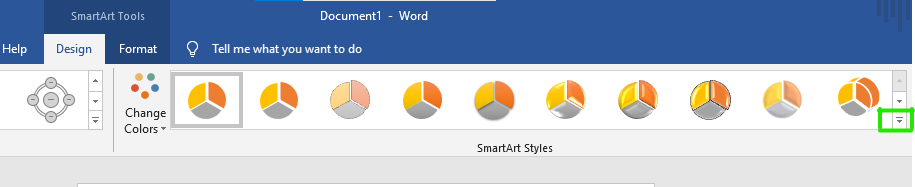 SmartArt Tools
Document1 - Word
Help Design Format Tell me what you want to do
Change
Colors
SmartArt Styles